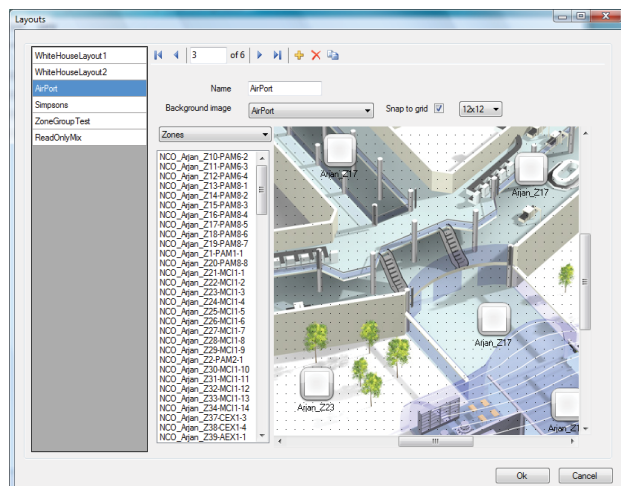 Layouts
WhiteHouseLayout1
WhiteHouseLayout2
AirPort
Simpsons
ZoneGroupTest
ReadOnlyMix
3 of 6
Name AirPort
Background image AirPort Snap to grid 12x12
Zones
NCO_Arjan_Z10-PAM6-2
NCO_Arjan_Z11-PAM6-3
NCO_Arjan_Z12-PAM6-4
NCO_Arjan_Z13-PAM8-1
NCO_Arjan_Z14-PAM8-2
NCO_Arjan_Z15-PAM8-3
NCO_Arjan_Z16-PAM8-4
NCO_Arjan_Z17-PAM8-5
NCO_Arjan_Z18-PAM8-6
NCO_Arjan_Z19-PAM8-7
NCO_Arjan_Z1-PAM1-1
NCO_Arjan_Z20-PAM8-8
NCO_Arjan_Z21-MCI1-1
NCO_Arjan_Z22-MCI1-2
NCO_Arjan_Z23-MCI1-3
NCO_Arjan_Z24-MCI1-4
NCO_Arjan_Z25-MCI1-5
NCO_Arjan_Z26-MCI1-6
NCO_Arjan_Z27-MCI1-7
NCO_Arjan_Z28-MCI1-8
NCO_Arjan_Z29-MCI1-9
NCO_Arjan_Z2-PAM2-1
NCO_Arjan_Z30-MCI1-10
NCO_Arjan_Z31-MCI1-11
NCO_Arjan_Z32-MCI1-12
NCO_Arjan_Z33-MCI1-13
NCO_Arjan_Z34-MCI1-14
NCO_Arjan_Z37-CEX1-3
NCO_Arjan_Z38-CEX1-4
NCO_Arjan_Z39-AEX1-1
Arjan_Z17
Arjan_Z17
Arjan_Z17
Arjan_Z23
Arjan_Z1
Ok Cancel